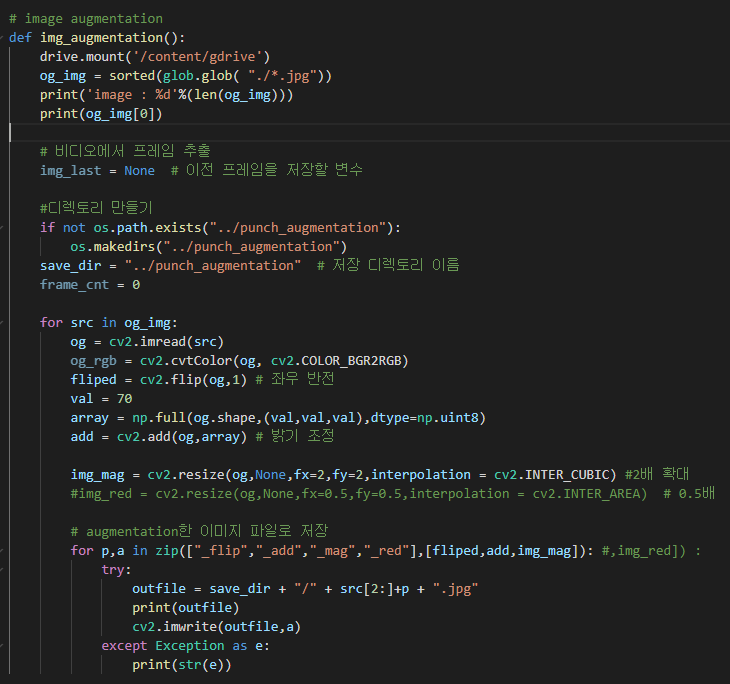 # image augmentation
def img_augmentation():
    drive.mount('/content/gdrive')
    og_img = sorted(glob.glob( "./*.jpg"))
    print('image : %d'%(len(og_img)))
    print(og_img[0])
    # 비디오에서 프레임 추출
    img_last = None  # 이전 프레임을 저장할 변수
    #디렉토리 만들기
    if not os.path.exists("../punch_augmentation"):
        os.makedirs("../punch_augmentation")
    save_dir = "../punch_augmentation"  # 저장 디렉토리 이름
    frame_cnt = 0
    for src in og_img:
        og = cv2.imread(src)
        og_rgb = cv2.cvtColor(og, cv2.COLOR_BGR2RGB)
        fliped = cv2.flip(og,1) # 좌우 반전
        val = 70
        array = np.full(og.shape,(val,val,val),dtype=np.uint8)
        add = cv2.add(og,array) # 밝기 조정
        img_mag = cv2.resize(og,None,fx=2,fy=2,interpolation = cv2.INTER_CUBIC) #2배 확대
        #img_red = cv2.resize(og,None,fx=0.5,fy=0.5,interpolation = cv2.INTER_AREA)  # 0.5배
        # augmentation한 이미지 파일로 저장
        for p,a in zip(["_flip","_add","_mag","_red"],[fliped,add,img_mag]): #,img_red]) :
            try:
                outfile = save_dir + "/" + src[2:]+p + ".jpg"
                print(outfile)
                cv2.imwrite(outfile,a)
            except Exception as e:
                print(str(e))